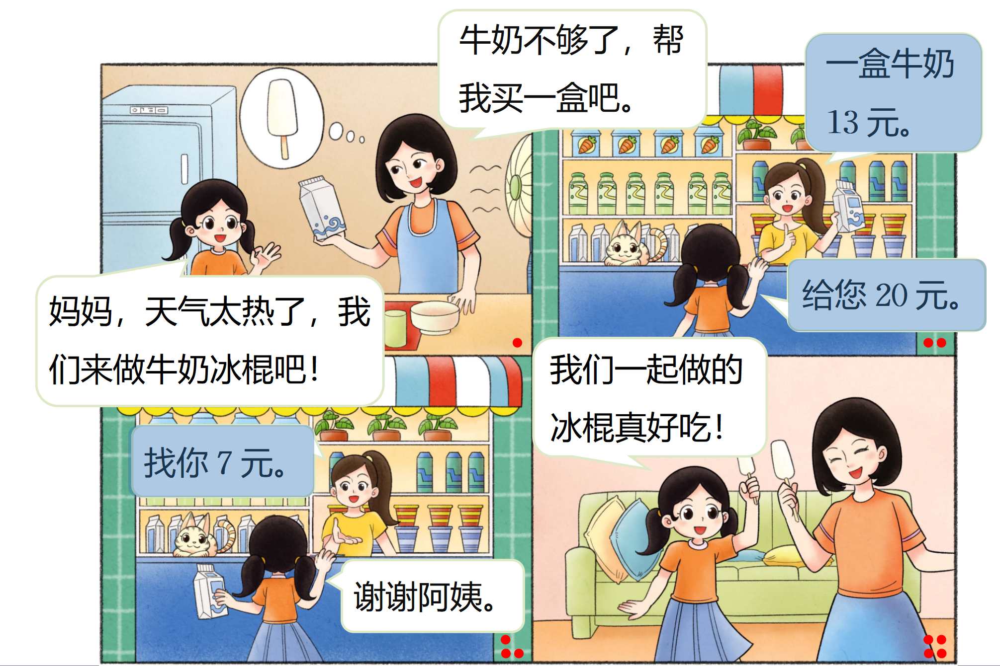 妈妈，天气太热了，我
们来做牛奶冰棍吧！
牛奶不够了，帮
我买一盒吧。
一盒牛奶
13 元。
给您 20 元。
找你 7 元。
谢谢阿姨。
我们一起做的
冰棍真好吃！